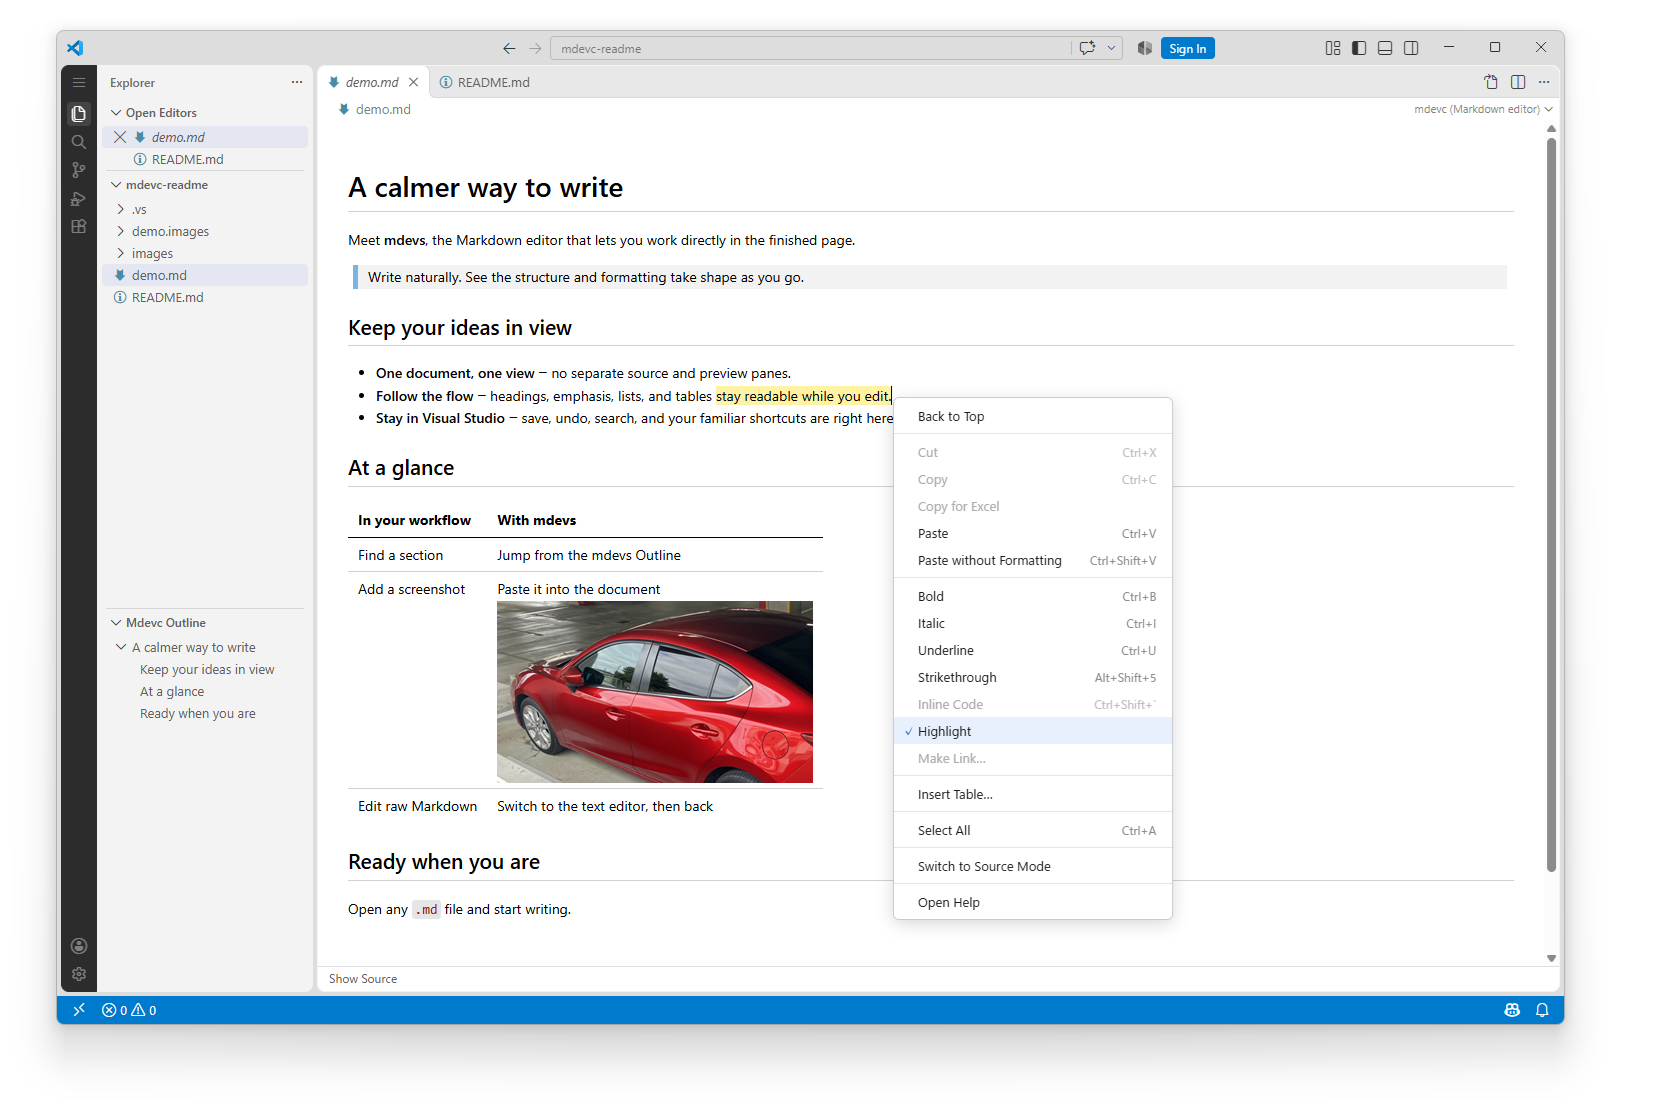 mdevc-readme
Sign In
Explorer
Open Editors
demo.md
README.md
mdevc-readme
.vs
demo.images
images
demo.md
README.md
Mdevc Outline
A calmer way to write
Keep your ideas in view
At a glance
Ready when you are
demo.md
README.md
demo.md
mdevc (Markdown editor)
A calmer way to write
Meet mdevs, the Markdown editor that lets you work directly in the finished page.
Write naturally. See the structure and formatting take shape as you go.
Keep your ideas in view
• One document, one view – no separate source and preview panes.
• Follow the flow – headings, emphasis, lists, and tables stay readable while you edit.
• Stay in Visual Studio – save, undo, search, and your familiar shortcuts are right here
At a glance
In your workflow With mdevs
Find a section Jump from the mdevs Outline
Add a screenshot Paste it into the document
Edit raw Markdown Switch to the text editor, then back
Ready when you are
Open any .md file and start writing.
Back to Top
Cut Ctrl+X
Copy Ctrl+C
Copy for Excel
Paste Ctrl+V
Paste without Formatting Ctrl+Shift+V
Bold Ctrl+B
Italic Ctrl+I
Underline Ctrl+U
Strikethrough Alt+Shift+5
Inline Code Ctrl+Shift+`
✓ Highlight
Make Link...
Insert Table...
Select All Ctrl+A
Switch to Source Mode
Open Help
Show Source
0 0